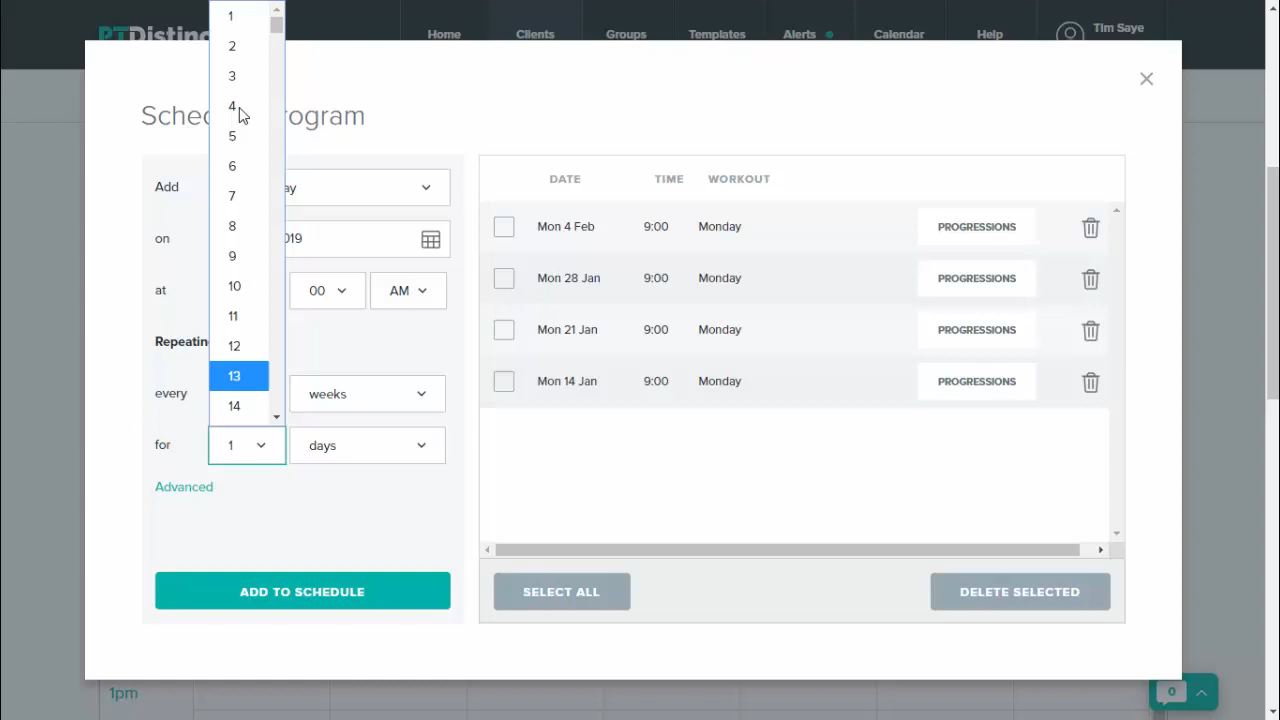 PTDistinc
Home
Clients
Groups
Templates
Alerts
Calendar
Help
Tim Saye
1
2
3
4
5
6
7
8
9
10
11
12
13
14
Add
on
019
at
00
AM
every
weeks
for
1
days
Advanced
ADD TO SCHEDULE
DATE TIME WORKOUT
Mon 4 Feb 9:00 Monday PROGRESSIONS
Mon 28 Jan 9:00 Monday PROGRESSIONS
Mon 21 Jan 9:00 Monday PROGRESSIONS
Mon 14 Jan 9:00 Monday PROGRESSIONS
SELECT ALL
DELETE SELECTED
1pm
0